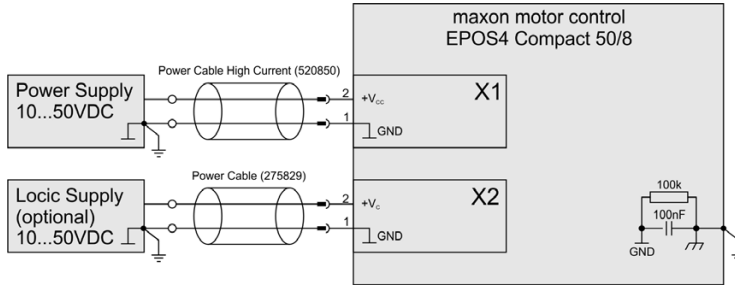 maxon motor control
EPOS4 Compact 50/8
Power Cable High Current (520850)
Power Supply
10...50VDC
2
+Vcc
X1
1
GND
Power Cable (275829)
Locic Supply
(optional)
10...50VDC
2
+Vc
X2
1
GND
100k
100nF
GND